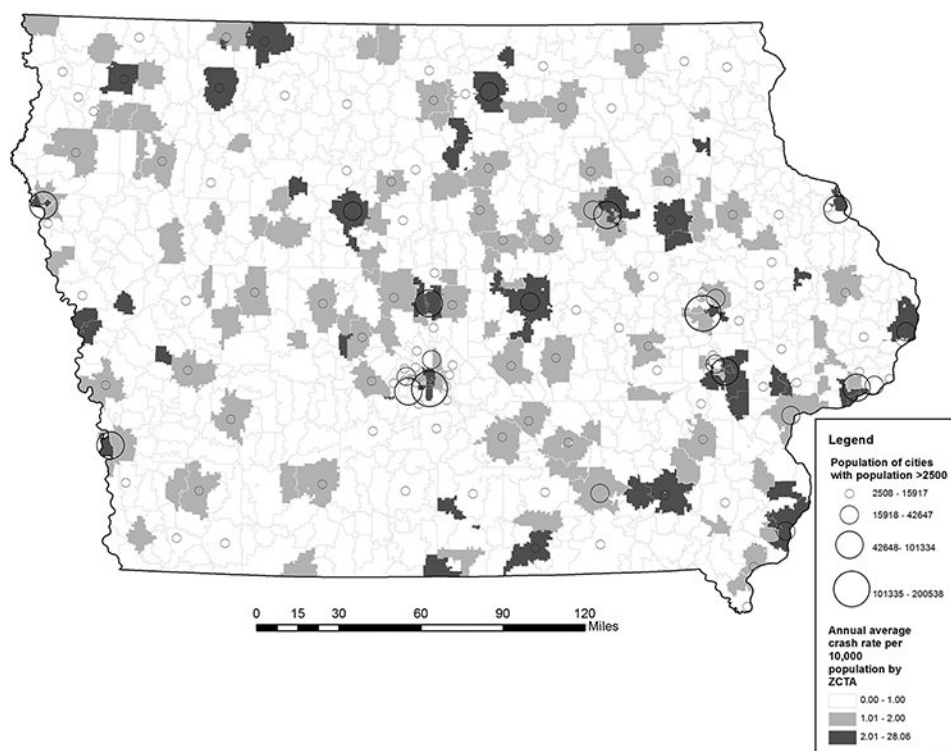 0 15 30 60 90 120
Miles
Legend
Population of cities
with population >2500
2508 - 15917
15918 - 42647
42648- 101334
101335 - 200538
Annual average
crash rate per
10,000
population by
ZCTA
0.00 - 1.00
1.01 - 2.00
2.01 - 28.06